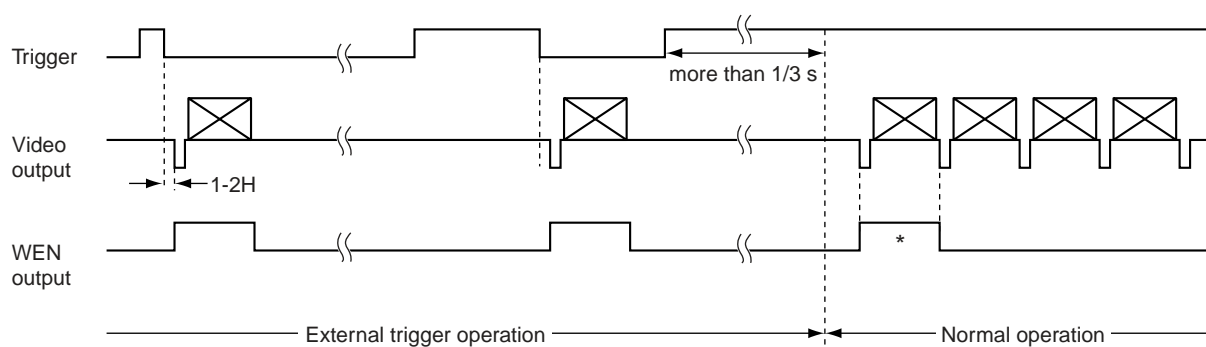 Trigger
more than 1/3 s
Video
output
1-2H
WEN
output
*
External trigger operation
Normal operation